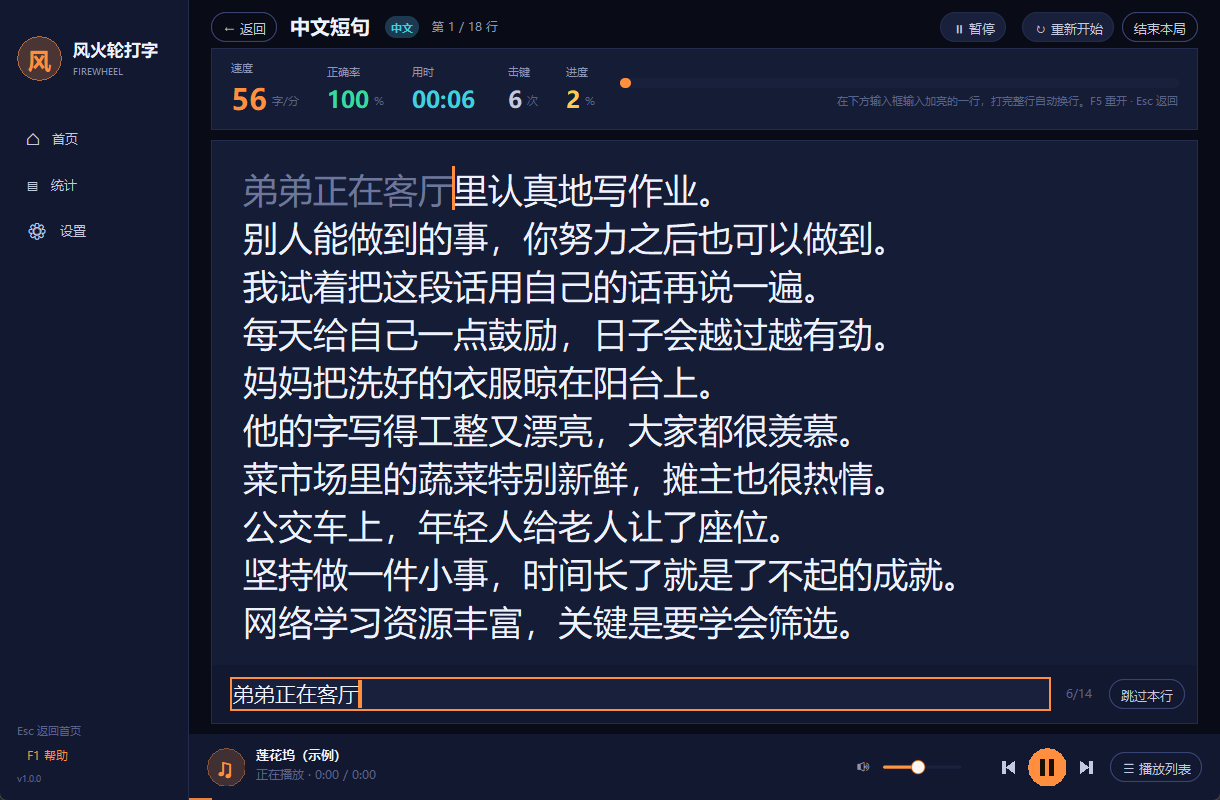 风
风火轮打字
FIREWHEEL
首页
统计
设置
Esc 返回首页
F1 帮助
v1.0.0
← 返回
中文短句
中文
第 1 / 18 行
暂停
↻ 重新开始
结束本局
速度
56 字/分
正确率
100 %
用时
00:06
击键
6 次
进度
2 %
在下方输入框输入加亮的一行，打完整行自动换行。F5 重开 · Esc 返回
弟弟正在客厅里认真地写作业。
别人能做到的事，你努力之后也可以做到。
我试着把这段话用自己的话再说一遍。
每天给自己一点鼓励，日子会越过越有劲。
妈妈把洗好的衣服晾在阳台上。
他的字写得工整又漂亮，大家都很羡慕。
菜市场里的蔬菜特别新鲜，摊主也很热情。
公交车上，年轻人给老人让了座位。
坚持做一件小事，时间长了就是了不起的成就。
网络学习资源丰富，关键是要学会筛选。
弟弟正在客厅
6/14
跳过本行
莲花坞（示例）
正在播放 · 0:00 / 0:00
☰ 播放列表